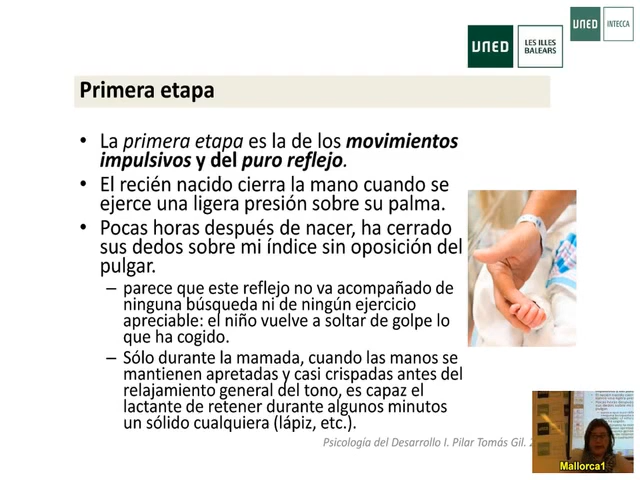 UNED
INTECCA
UNED
LES ILLES
BALEARS
Primera etapa
• La primera etapa es la de los movimientos
impulsivos y del puro reflejo.
• El recién nacido cierra la mano cuando se
ejerce una ligera presión sobre su palma.
• Pocas horas después de nacer, ha cerrado
sus dedos sobre mi índice sin oposición del
pulgar.
– parece que este reflejo no va acompañado de
ninguna búsqueda ni de ningún ejercicio
apreciable: el niño vuelve a soltar de golpe lo
que ha cogido.
– Sólo durante la mamada, cuando las manos se
mantienen apretadas y casi crispadas antes del
relajamiento general del tono, es capaz el
lactante de retener durante algunos minutos
un sólido cualquiera (lápiz, etc.).
Psicología del Desarrollo I. Pilar Tomás Gil.
Mallorca1